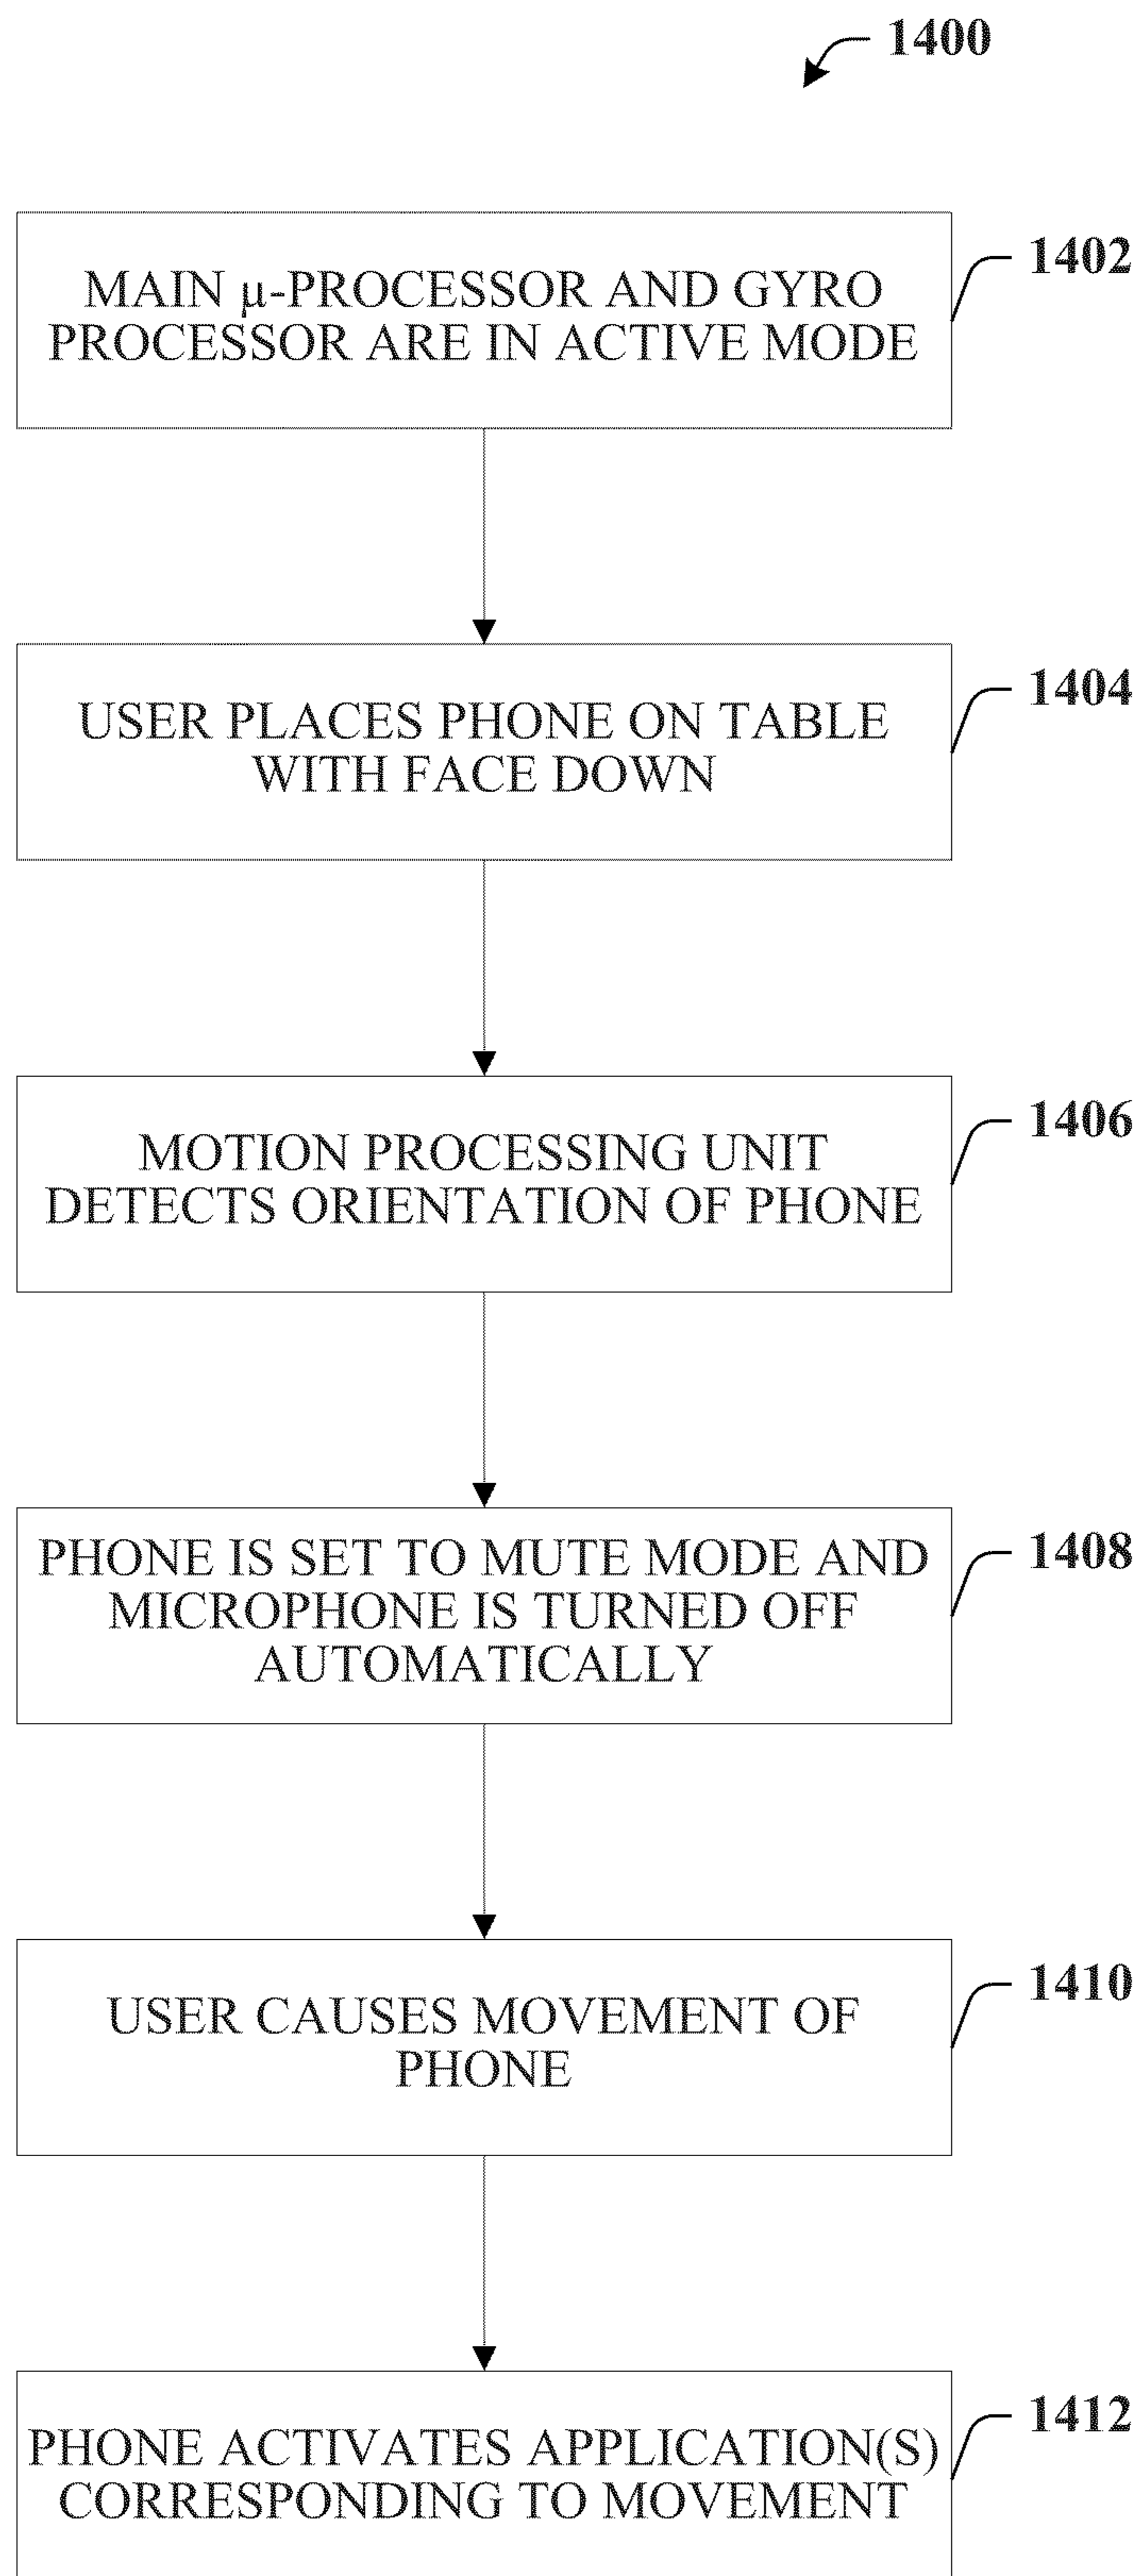 1400
MAIN μ-PROCESSOR AND GYRO
PROCESSOR ARE IN ACTIVE MODE
1402
USER PLACES PHONE ON TABLE
WITH FACE DOWN
1404
MOTION PROCESSING UNIT
DETECTS ORIENTATION OF PHONE
1406
PHONE IS SET TO MUTE MODE AND
MICROPHONE IS TURNED OFF
AUTOMATICALLY
1408
USER CAUSES MOVEMENT OF
PHONE
1410
PHONE ACTIVATES APPLICATION(S)
CORRESPONDING TO MOVEMENT
1412